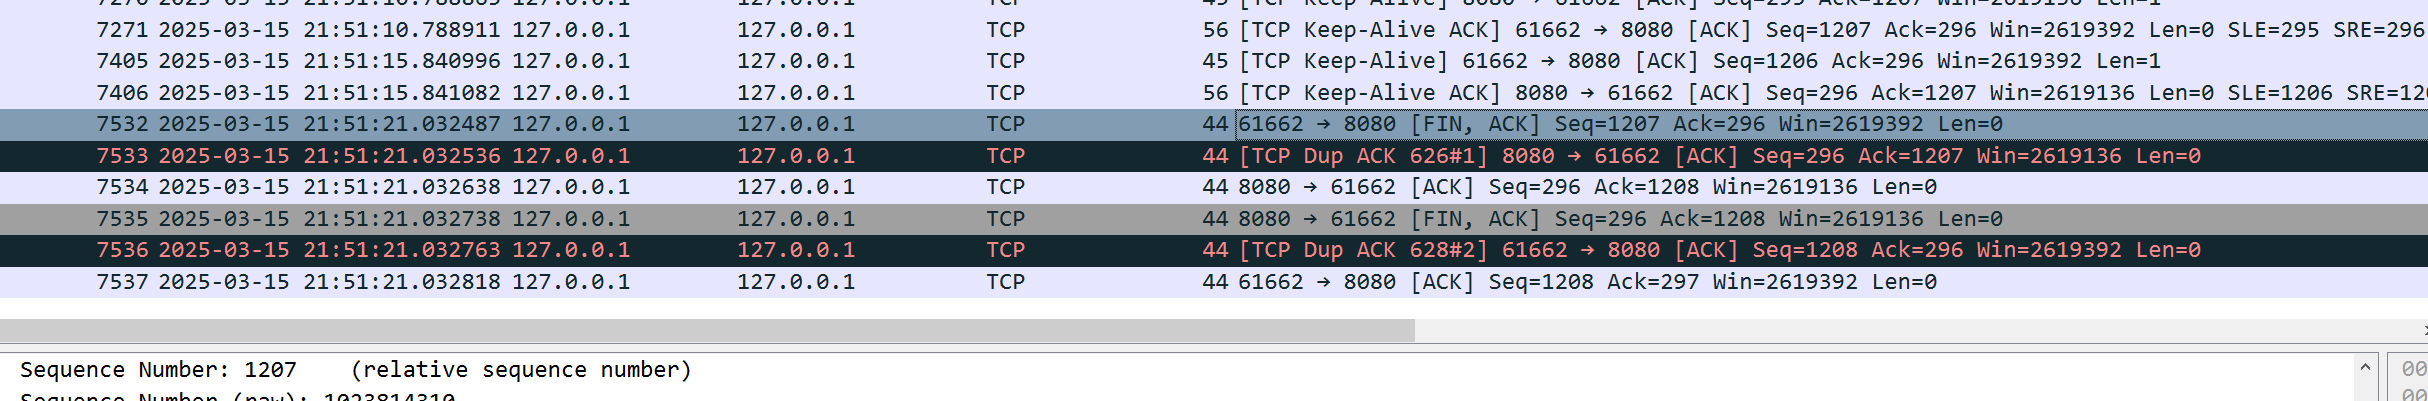 7270 2025-03-15 21:51:10.788865 127.0.0.1 127.0.0.1 TCP 45 [TCP Keep-Alive] 8080 → 61662 [ACK] Seq=295 Ack=1207 Win=2619136 Len=1
7271 2025-03-15 21:51:10.788911 127.0.0.1 127.0.0.1 TCP 56 [TCP Keep-Alive ACK] 61662 → 8080 [ACK] Seq=1207 Ack=296 Win=2619392 Len=0 SLE=295 SRE=296
7405 2025-03-15 21:51:15.840996 127.0.0.1 127.0.0.1 TCP 45 [TCP Keep-Alive] 61662 → 8080 [ACK] Seq=1206 Ack=296 Win=2619392 Len=1
7406 2025-03-15 21:51:15.841082 127.0.0.1 127.0.0.1 TCP 56 [TCP Keep-Alive ACK] 8080 → 61662 [ACK] Seq=296 Ack=1207 Win=2619136 Len=0 SLE=1206
7532 2025-03-15 21:51:21.032487 127.0.0.1 127.0.0.1 TCP 44 61662 → 8080 [FIN, ACK] Seq=1207 Ack=296 Win=2619392 Len=0
7533 2025-03-15 21:51:21.032536 127.0.0.1 127.0.0.1 TCP 44 [TCP Dup ACK 626#1] 8080 → 61662 [ACK] Seq=296 Ack=1207 Win=2619136 Len=0
7534 2025-03-15 21:51:21.032638 127.0.0.1 127.0.0.1 TCP 44 8080 → 61662 [ACK] Seq=296 Ack=1208 Win=2619136 Len=0
7535 2025-03-15 21:51:21.032738 127.0.0.1 127.0.0.1 TCP 44 8080 → 61662 [FIN, ACK] Seq=296 Ack=1208 Win=2619136 Len=0
7536 2025-03-15 21:51:21.032763 127.0.0.1 127.0.0.1 TCP 44 [TCP Dup ACK 628#2] 61662 → 8080 [ACK] Seq=1208 Ack=296 Win=2619392 Len=0
7537 2025-03-15 21:51:21.032818 127.0.0.1 127.0.0.1 TCP 44 61662 → 8080 [ACK] Seq=1208 Ack=297 Win=2619392 Len=0
Sequence Number: 1207 (relative sequence number)
00
Sequence Number (raw): 1023814310